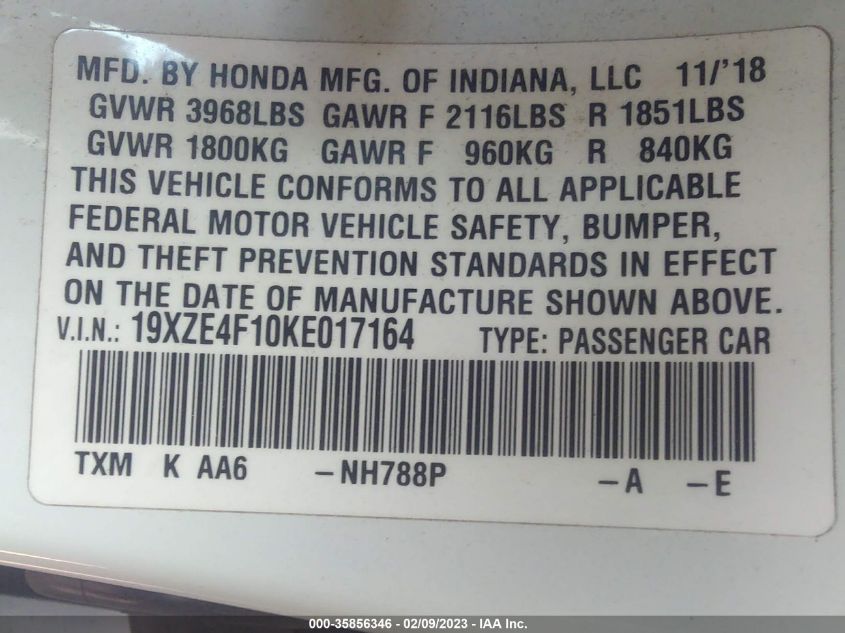 MFD. BY HONDA MFG. OF INDIANA, LLC 11/'18
GVWR 3968LBS GAWR F 2116LBS R 1851LBS
GVWR 1800KG GAWR F 960KG R 840KG
THIS VEHICLE CONFORMS TO ALL APPLICABLE
FEDERAL MOTOR VEHICLE SAFETY, BUMPER,
AND THEFT PREVENTION STANDARDS IN EFFECT
ON THE DATE OF MANUFACTURE SHOWN ABOVE.
V.I.N.: 19XZE4F10KE017164 TYPE: PASSENGER CAR
TXM K AA6 -NH788P -A -E
000-35856346 - 02/09/2023 - IAA Inc.